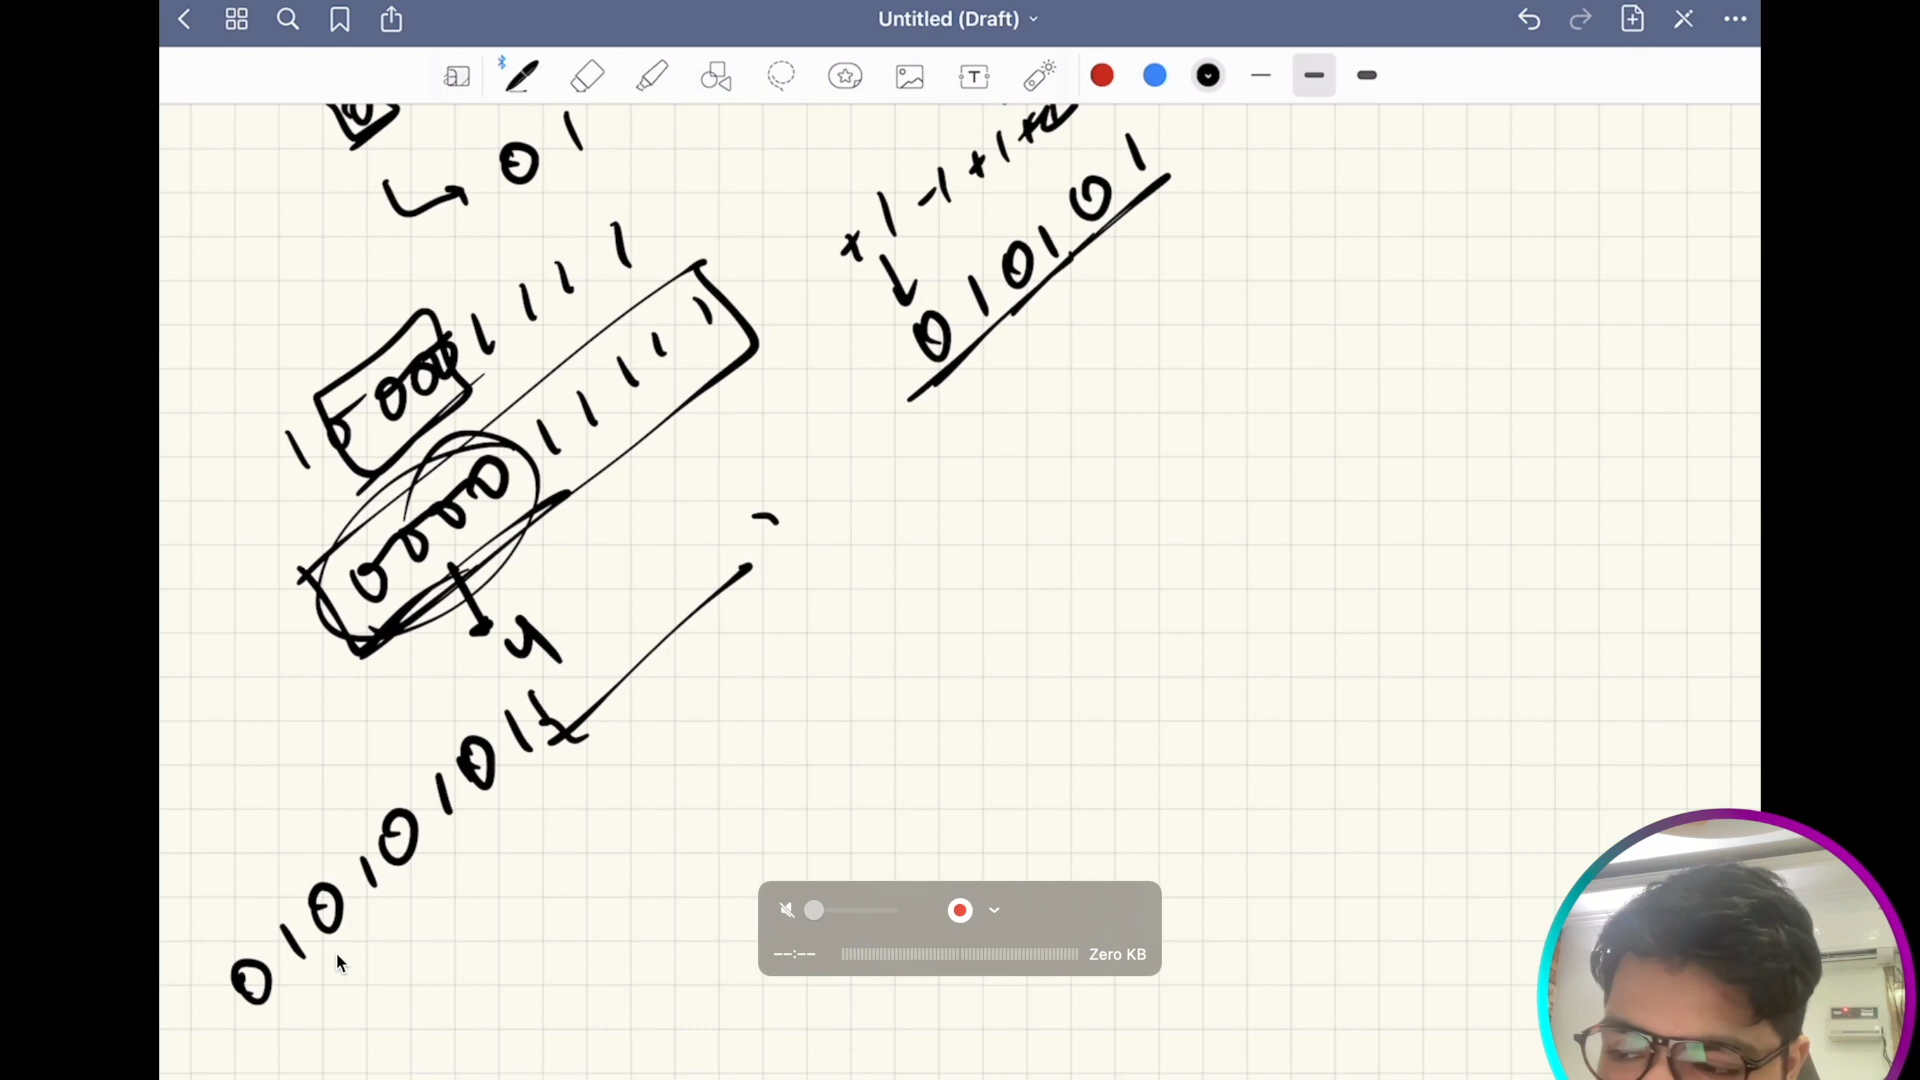 Untitled (Draft)
T
0 1
+1 -1 +1
0 1 0 1 0 1
1 0 0 0 0 1 1 1 1 1
0 0 0 0 1 1 1 1 1
4
0 1 0 1 0 1 0 1 1
--:--
Zero KB